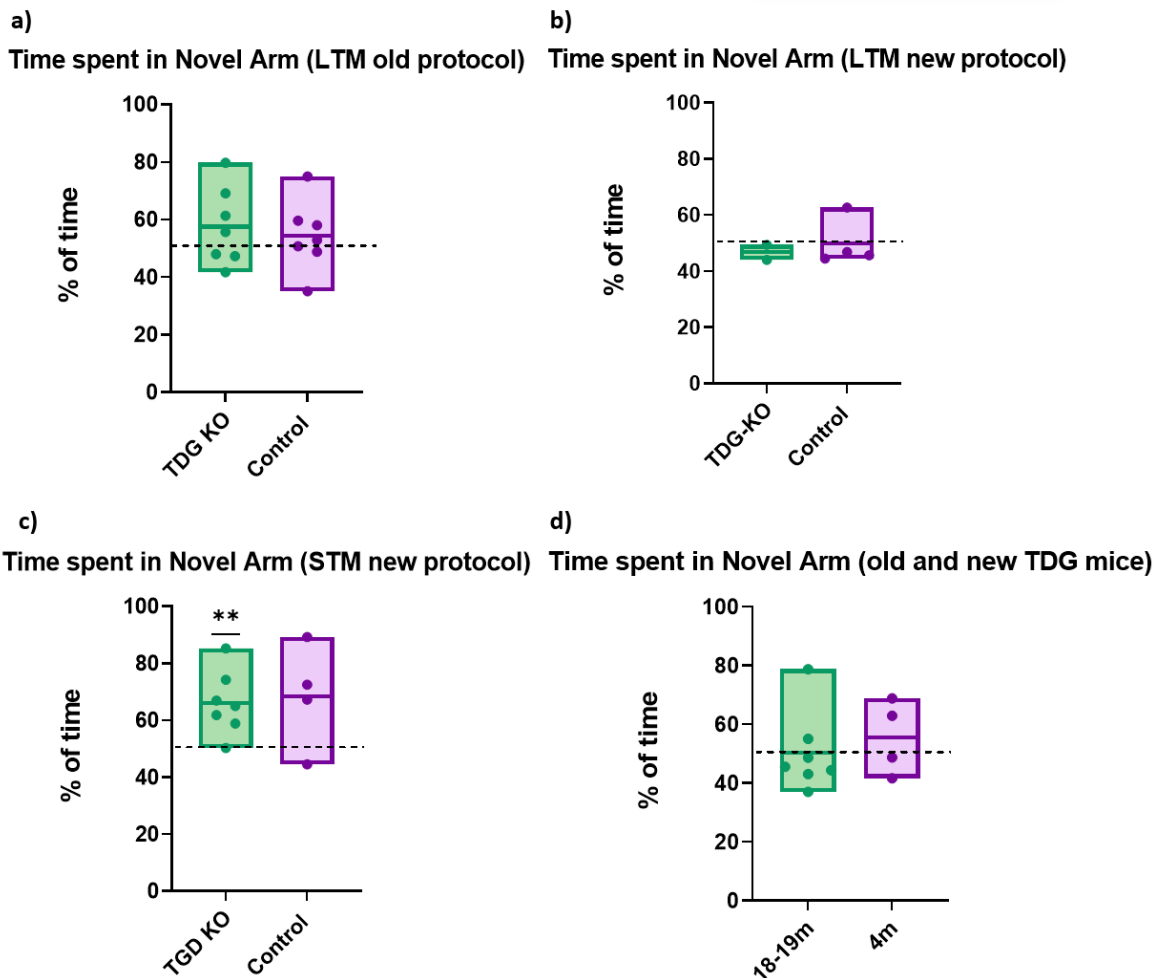 a)
Time spent in Novel Arm (LTM old protocol)
100
80
60
40
20
0
% of time
TDG KO
Control
b)
Time spent in Novel Arm (LTM new protocol)
100
80
60
40
20
0
% of time
TDG-KO
Control
c)
Time spent in Novel Arm (STM new protocol)
**
100
80
60
40
20
0
% of time
TGD KO
Control
d)
Time spent in Novel Arm (old and new TDG mice)
100
80
60
40
20
0
% of time
18-19m
4m